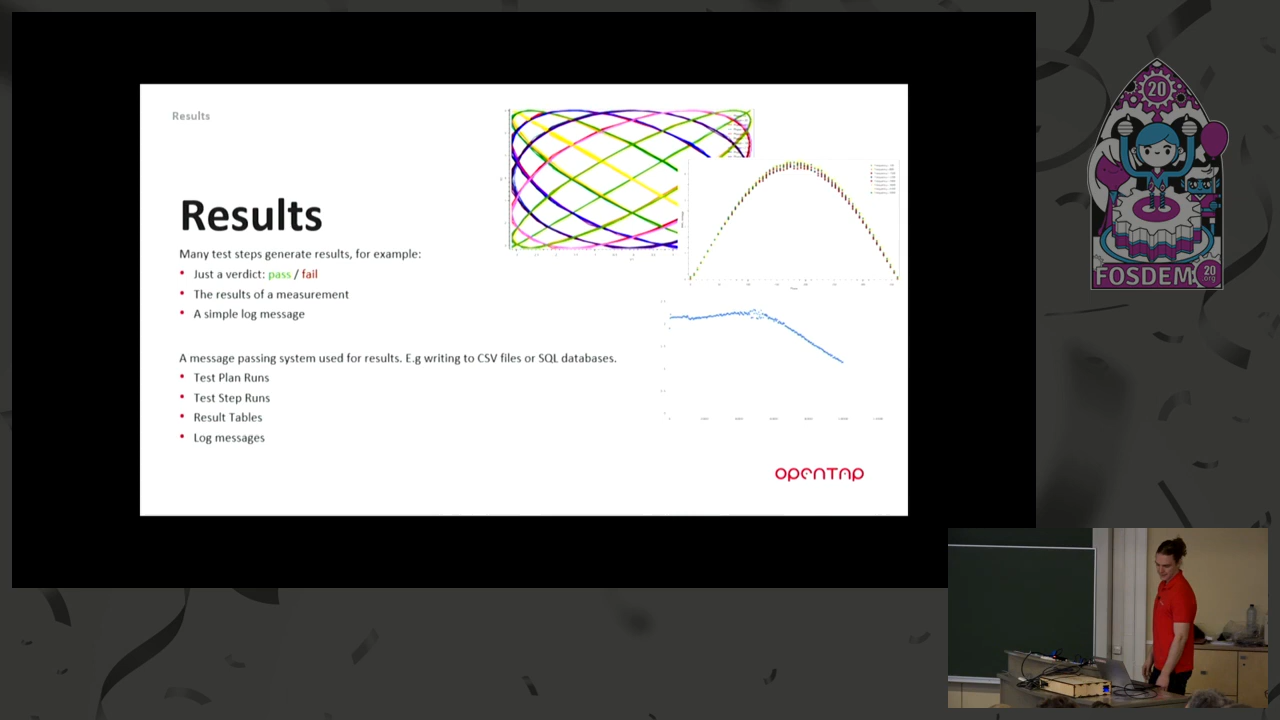 Results
Results
Many test steps generate results, for example:
• Just a verdict: pass / fail
• The results of a measurement
• A simple log message
A message passing system used for results. E.g writing to CSV files or SQL databases.
• Test Plan Runs
• Test Step Runs
• Result Tables
• Log messages
OPENTAP
20
FOSDEM
20
.org